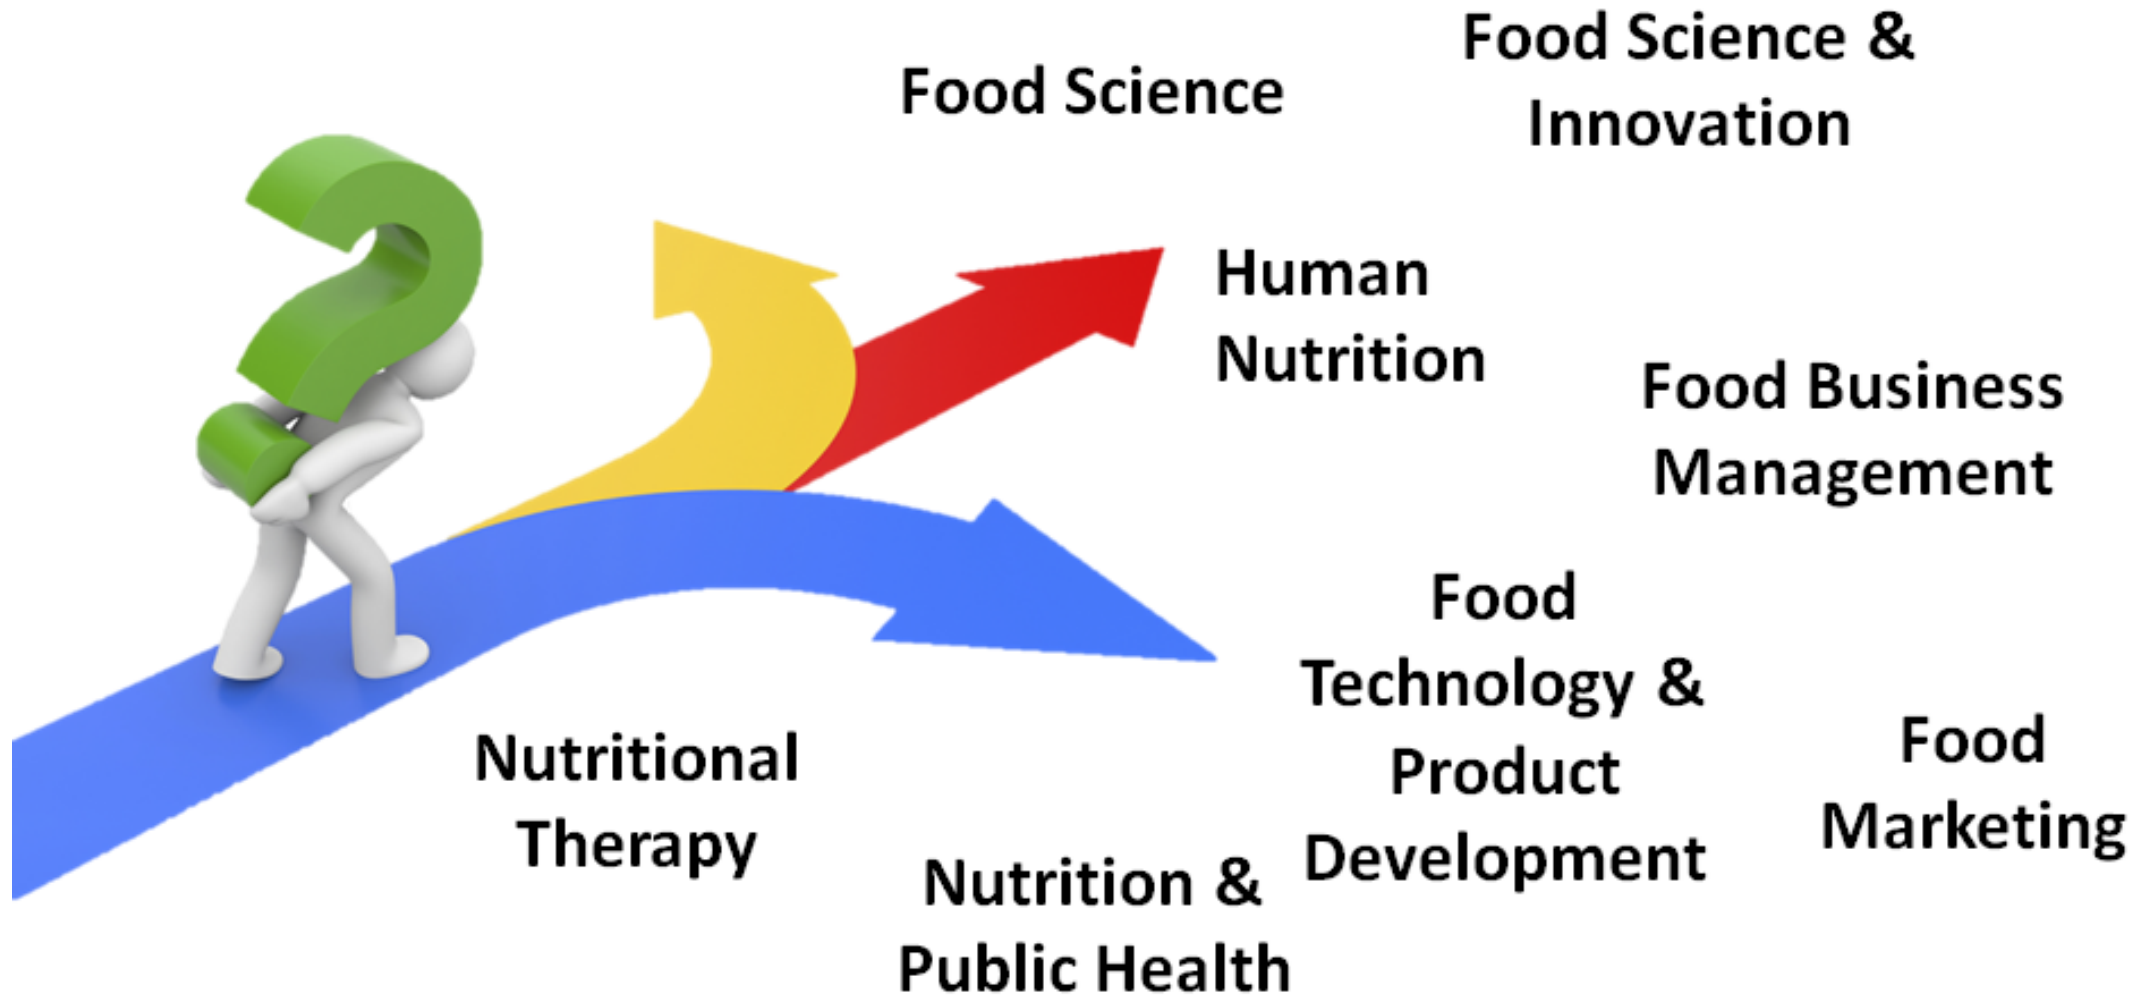 Food Science
Food Science &
Innovation
Human
Nutrition
Food Business
Management
Food
Technology &
Product
Development
Food
Marketing
Nutritional
Therapy
Nutrition &
Public Health